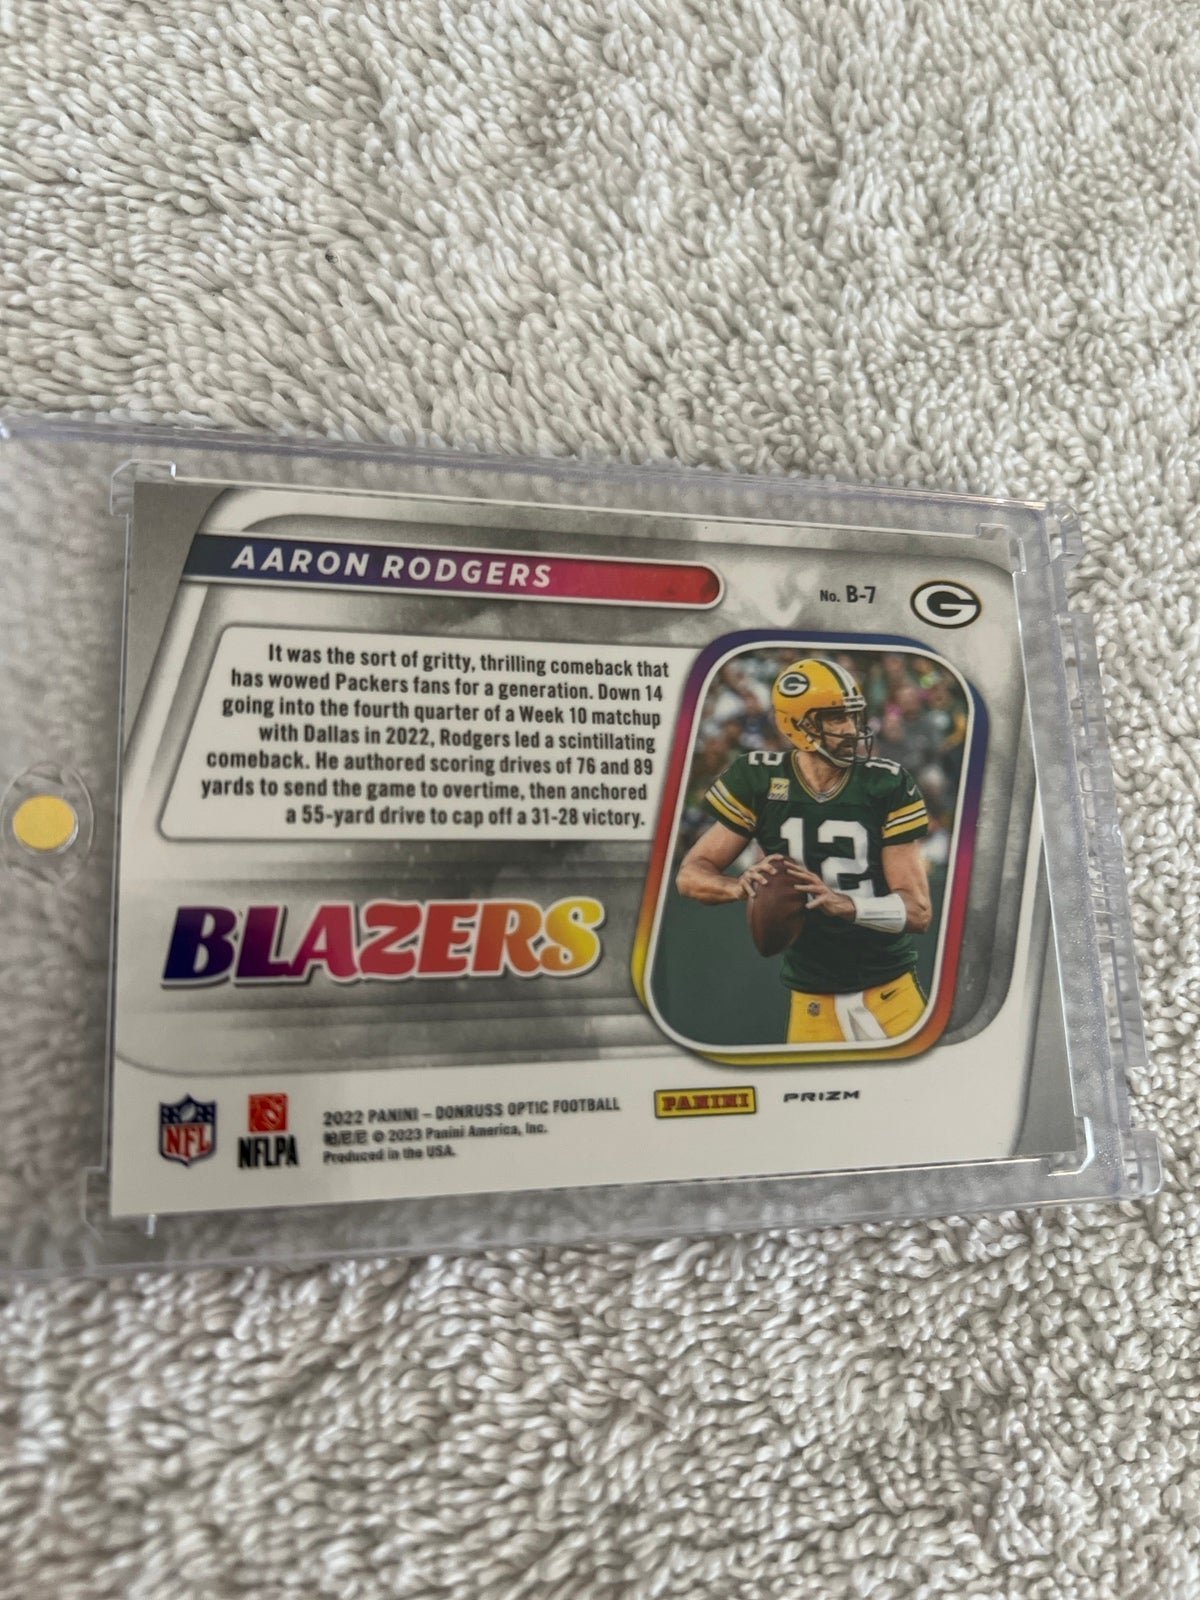 AARON RODGERS
No. B-7
G
It was the sort of gritty, thrilling comeback that
has wowed Packers fans for a generation. Down 14
going into the fourth quarter of a Week 10 matchup
with Dallas in 2022, Rodgers led a scintillating
comeback. He authored scoring drives of 76 and 89
yards to send the game to overtime, then anchored
a 55-yard drive to cap off a 31-28 victory.
G
12
12
12
BLAZERS
NFL
NFLPA
2022 PANINI – DONRUSS OPTIC FOOTBALL
© 2023 Panini America, Inc.
Produced in the USA.
PANINI
PRIZM